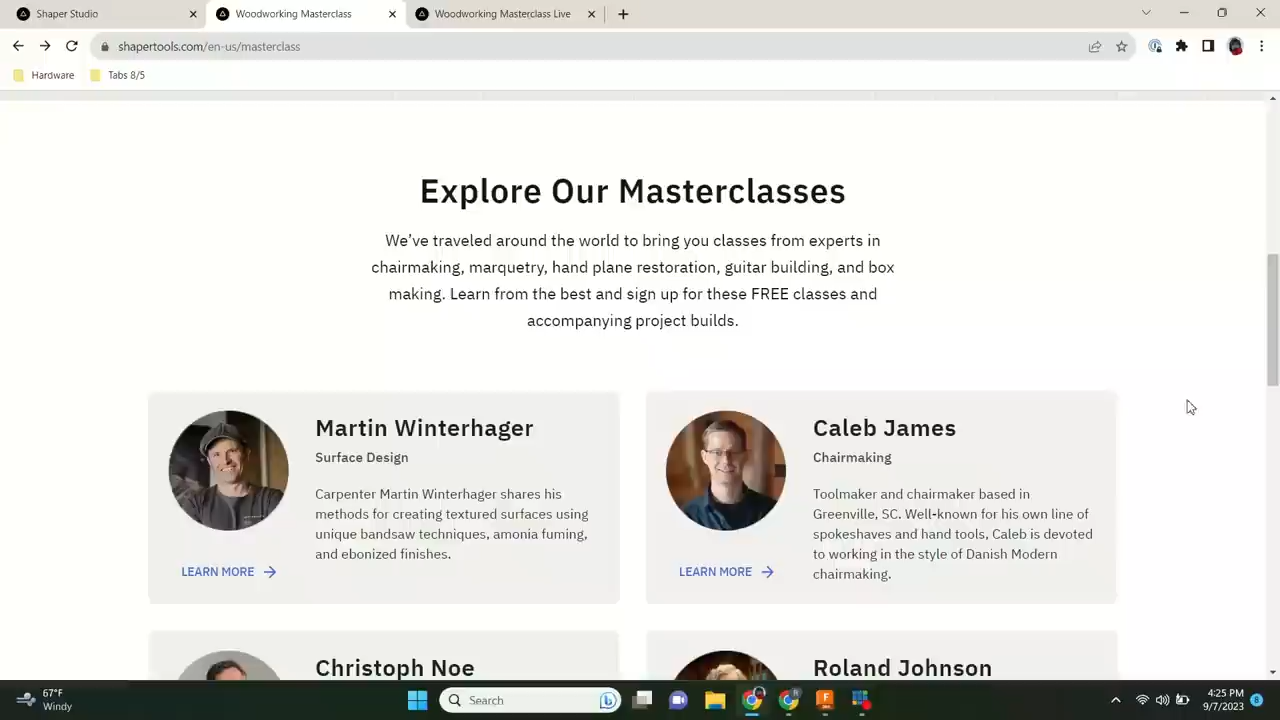 Shaper Studio
Woodworking Masterclass
Woodworking Masterclass Live
shapertools.com/en-us/masterclass
Hardware
Tabs 8/5
Explore Our Masterclasses
We’ve traveled around the world to bring you classes from experts in
chairmaking, marquetry, hand plane restoration, guitar building, and box
making. Learn from the best and sign up for these FREE classes and
accompanying project builds.
Martin Winterhager
Surface Design
Carpenter Martin Winterhager shares his
methods for creating textured surfaces using
unique bandsaw techniques, amonia fuming,
and ebonized finishes.
LEARN MORE
Caleb James
Chairmaking
Toolmaker and chairmaker based in
Greenville, SC. Well-known for his own line of
spokeshaves and hand tools, Caleb is devoted
to working in the style of Danish Modern
chairmaking.
LEARN MORE
Christoph Noe
Roland Johnson
67°F
Windy
Search
4:25 PM
9/7/2023
8